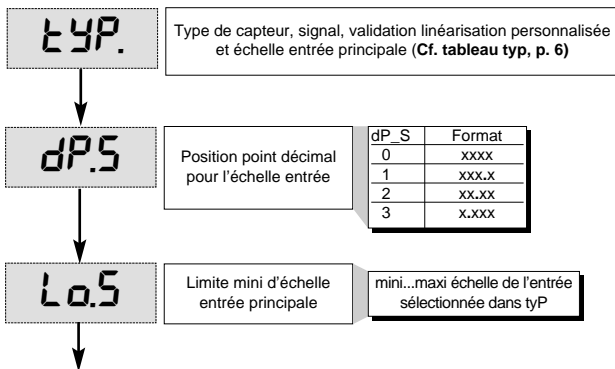 tYP.
Type de capteur, signal, validation linéarisation personnalisée
et échelle entrée principale (Cf. tableau typ, p. 6)
dP.S
Position point décimal
pour l'échelle entrée
dP_S Format
0 xxxx
1 xxx.x
2 xx.xx
3 x.xxx
Lo.S
Limite mini d'échelle
entrée principale
mini...maxi échelle de l'entrée
sélectionnée dans tyP